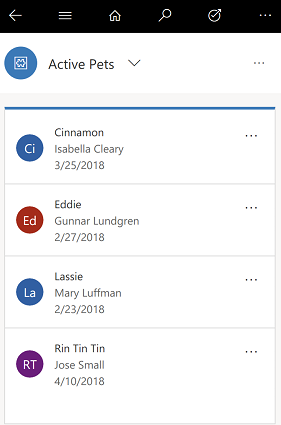 Active Pets
Ci
Cinnamon
Isabella Cleary
3/25/2018
Ed
Eddie
Gunnar Lundgren
2/27/2018
La
Lassie
Mary Luffman
2/23/2018
RT
Rin Tin Tin
Jose Small
4/10/2018